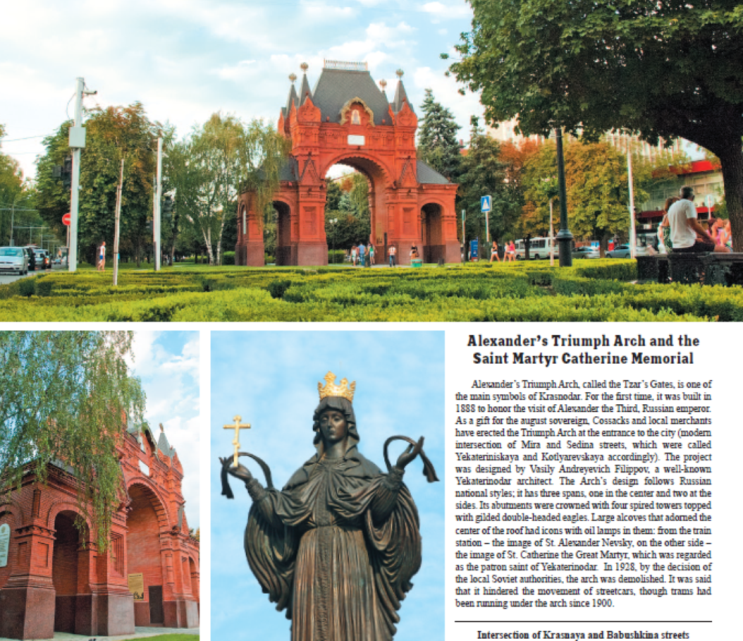 Alexander's Triumph Arch and the
Saint Martyr Catherine Memorial
Alexander's Triumph Arch, called the Tzar's Gates, is one of
the main symbols of Krasnodar. For the first time, it was built in
1888 to honor the visit of Alexander the Third, Russian emperor.
As a gift for the august sovereign, Cossacks and local merchants
have erected the Triumph Arch at the entrance to the city (modern
intersection of Mira and Sedina streets, which were called
Yekateriniskaya and Kotlyarevskaya accordingly). The project
was designed by Vasily Andreyevich Filippov, a well-known
Yekaterinodar architect. The Arch's design follows Russian
national styles; it has three spans, one in the center and two at the
sides. Its abutments were crowned with four spired towers topped
with gilded double-headed eagles. Large alcoves that adorned the
center of the roof had icons with oil lamps in them: from the train
station – the image of St. Alexander Nevsky, on the other side –
the image of St. Catherine the Great Martyr, which was regarded
as the patron saint of Yekaterinodar. In 1928, by the decision of
the local Soviet authorities, the arch was demolished. It was said
that it hindered the movement of streetcars, though trams had
been running under the arch since 1900.
Intersection of Krasnaya and Babushkina streets